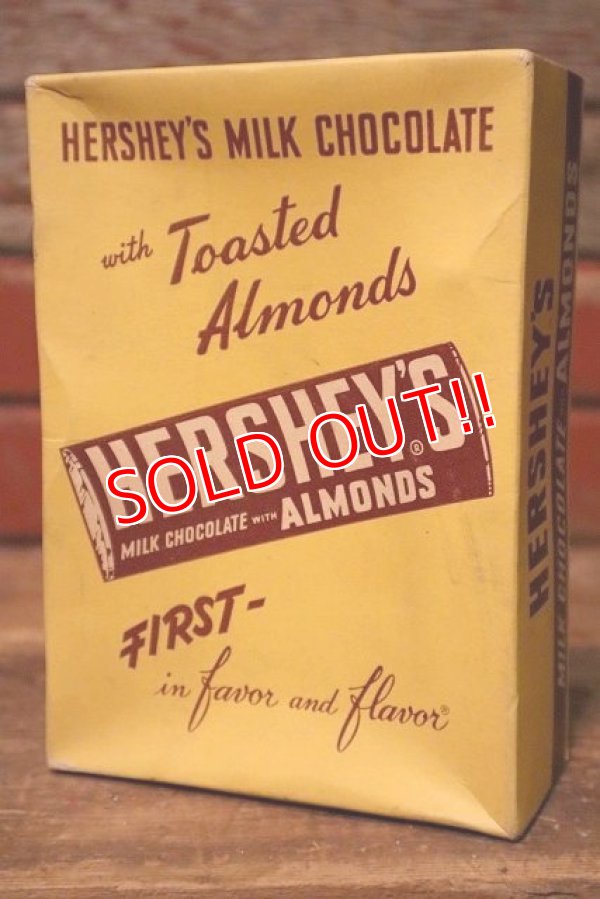 HERSHEY'S MILK CHOCOLATE
with Toasted
Almonds
HERSHEY'S®
MILK CHOCOLATE WITH ALMONDS
SOLD OUT!!
FIRST-
in favor and flavor®
HERSHEY'S
MILK CHOCOLATE WITH ALMONDS